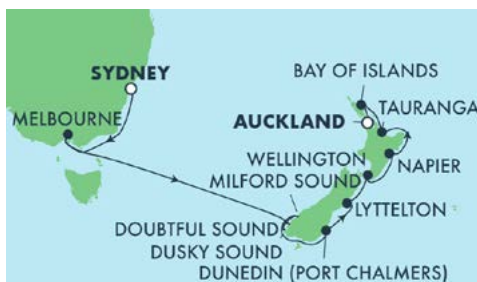 SYDNEY
MELBOURNE
BAY OF ISLANDS
TAURANGA
AUCKLAND
WELLINGTON
NAPIER
MILFORD SOUND
LYTTELTON
DOUBTFUL SOUND
DUSKY SOUND
DUNEDIN (PORT CHALMERS)